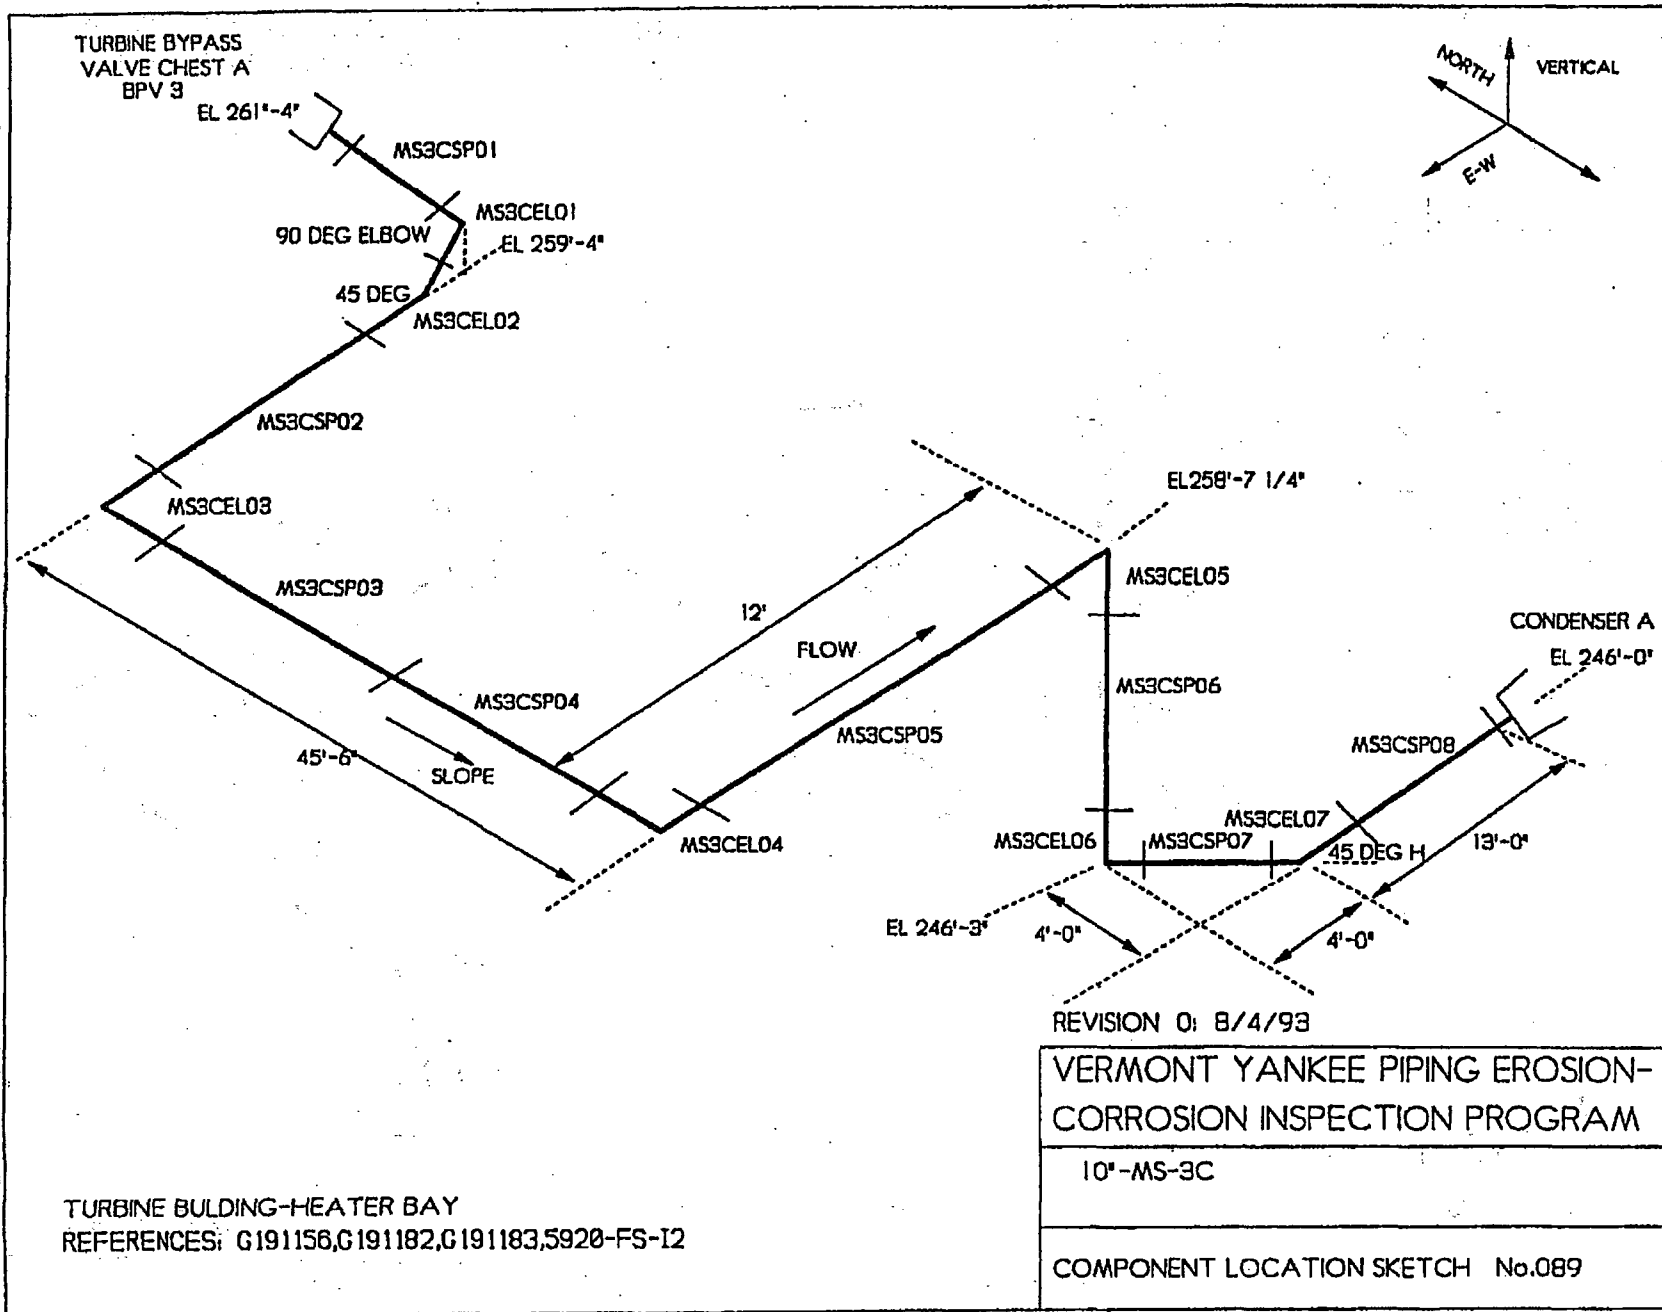 TURBINE BYPASS
VALVE CHEST A
BPV 3
EL 261'-4"
NORTH
VERTICAL
E-W
MS3CSP01
MS3CEL01
90 DEG ELBOW
EL 259'-4"
45 DEG
MS3CEL02
MS3CSP02
MS3CEL03
MS3CSP03
12'
FLOW
EL258'-7 1/4"
MS3CEL05
CONDENSER A
EL 246'-0"
MS3CSP06
MS3CSP04
MS3CSP05
MS3CSP08
45'-6"
SLOPE
MS3CEL04
MS3CEL06
MS3CSP07
MS3CEL07
45 DEG H
13'-0"
EL 246'-3"
4'-0"
4'-0"
REVISION 0: 8/4/93
VERMONT YANKEE PIPING EROSION-
CORROSION INSPECTION PROGRAM
10"-MS-3C
TURBINE BULDING-HEATER BAY
REFERENCES: G191156,G191182,G191183,5920-FS-I2
COMPONENT LOCATION SKETCH No.089